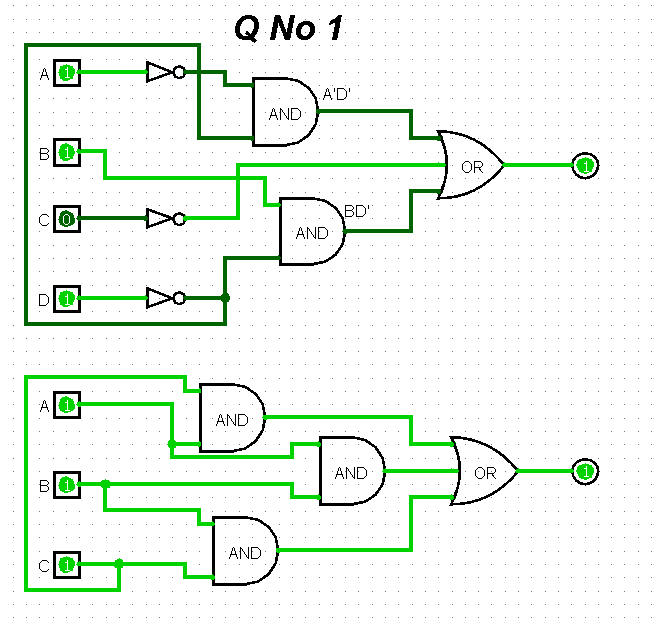 Q No 1
A 1
A'D'
AND
B 1
OR 1
C 0
BD'
AND
D 1
A 1
AND
AND
OR 1
B 1
AND
C 1